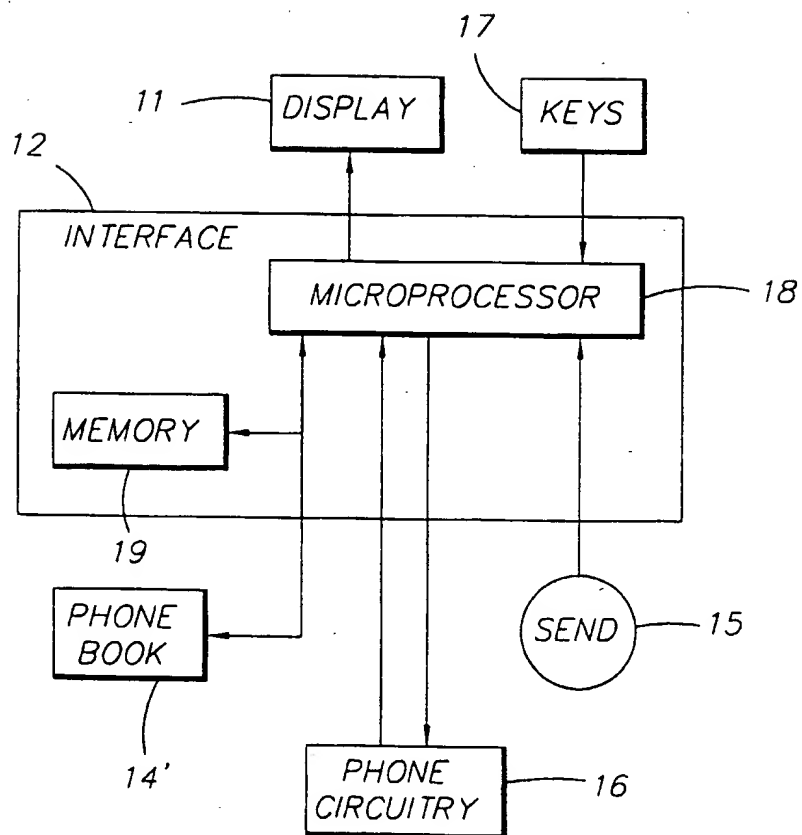 17
11
DISPLAY
KEYS
12
INTERFACE
MICROPROCESSOR
18
MEMORY
19
PHONE
BOOK
SEND
15
14'
PHONE
CIRCUITRY
16